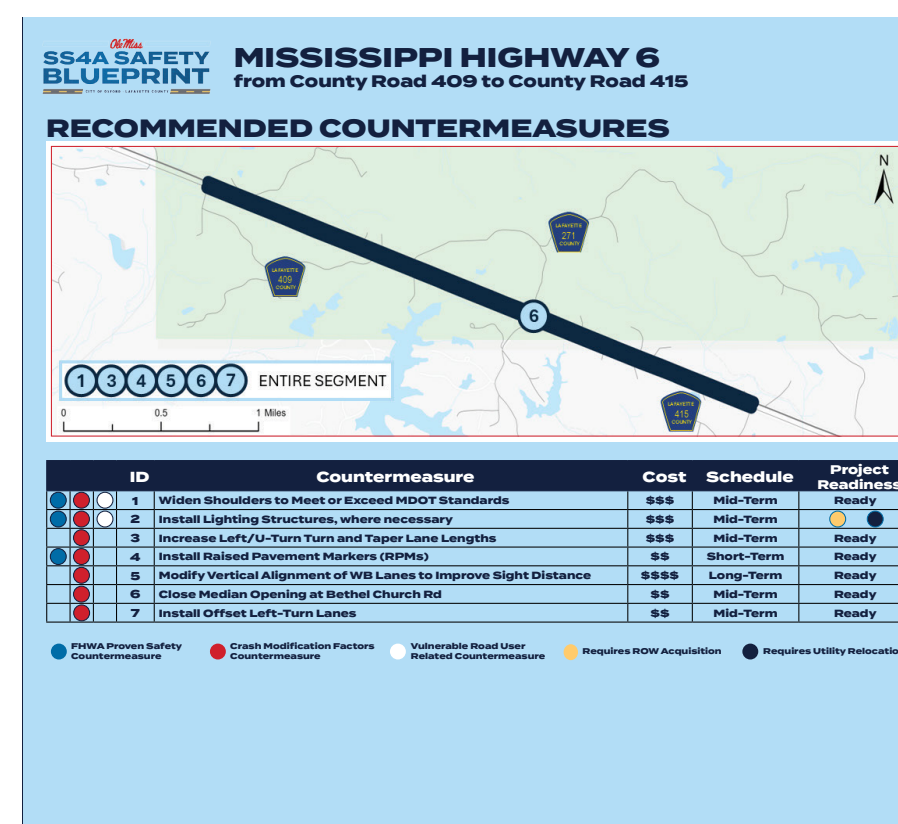 Ole Miss
SS4A SAFETY
BLUEPRINT
CITY OF OXFORD · LAFAYETTE COUNTY
MISSISSIPPI HIGHWAY 6
from County Road 409 to County Road 415
RECOMMENDED COUNTERMEASURES
N
LAFAYETTE
271
COUNTY
LAFAYETTE
409
COUNTY
6
1 3 4 5 6 7 ENTIRE SEGMENT
LAFAYETTE
415
COUNTY
0 0.5 1 Miles
ID Countermeasure Cost Schedule Project Readiness
1 Widen Shoulders to Meet or Exceed MDOT Standards $$$ Mid-Term Ready
2 Install Lighting Structures, where necessary $$$ Mid-Term
3 Increase Left/U-Turn Turn and Taper Lane Lengths $$$ Mid-Term Ready
4 Install Raised Pavement Markers (RPMs) $$ Short-Term Ready
5 Modify Vertical Alignment of WB Lanes to Improve Sight Distance $$$$ Long-Term Ready
6 Close Median Opening at Bethel Church Rd $$ Mid-Term Ready
7 Install Offset Left-Turn Lanes $$ Mid-Term Ready
FHWA Proven Safety
Countermeasure
Crash Modification Factors
Countermeasure
Vulnerable Road User
Related Countermeasure
Requires ROW Acquisition
Requires Utility Relocatio